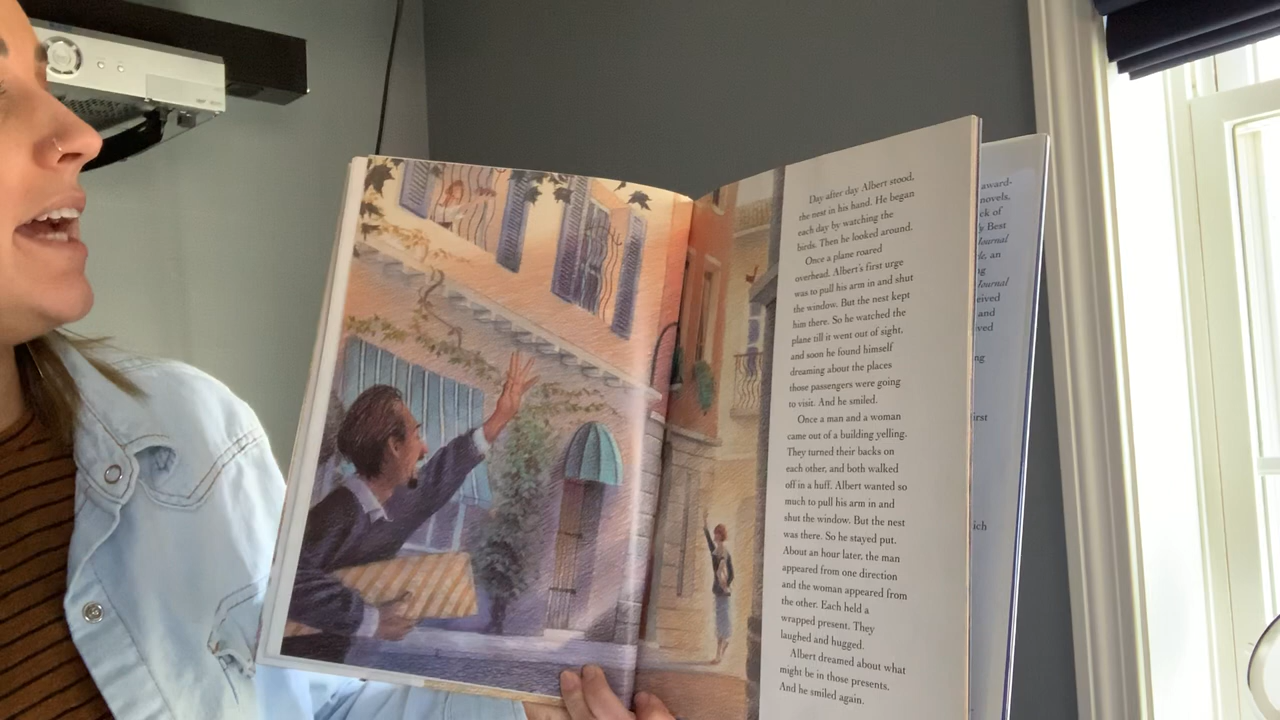 Day after day Albert stood,
the nest in his hand. He began
each day by watching the
birds. Then he looked around.
Once a plane roared
overhead. Albert's first urge
was to pull his arm in and shut
the window. But the nest kept
him there. So he watched the
plane till it went out of sight,
and soon he found himself
dreaming about the places
those passengers were going
to visit. And he smiled.
Once a man and a woman
came out of a building yelling.
They turned their backs on
each other, and both walked
off in a huff. Albert wanted so
much to pull his arm in and
shut the window. But the nest
was there. So he stayed put.
About an hour later, the man
appeared from one direction
and the woman appeared from
the other. Each held a
wrapped present. They
laughed and hugged.
Albert dreamed about what
might be in those presents.
And he smiled again.
award-
novels,
ek of
Best
Journal
an
Journal
eived
and
ich